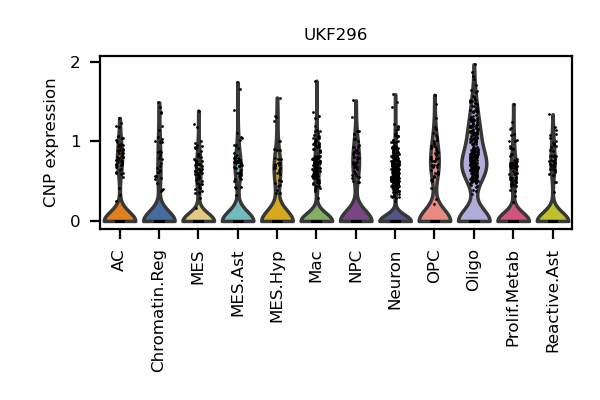 UKF296
CNP expression
2
1
0
AC
Chromatin.Reg
MES
MES.Ast
MES.Hyp
Mac
NPC
Neuron
OPC
Oligo
Prolif.Metab
Reactive.Ast